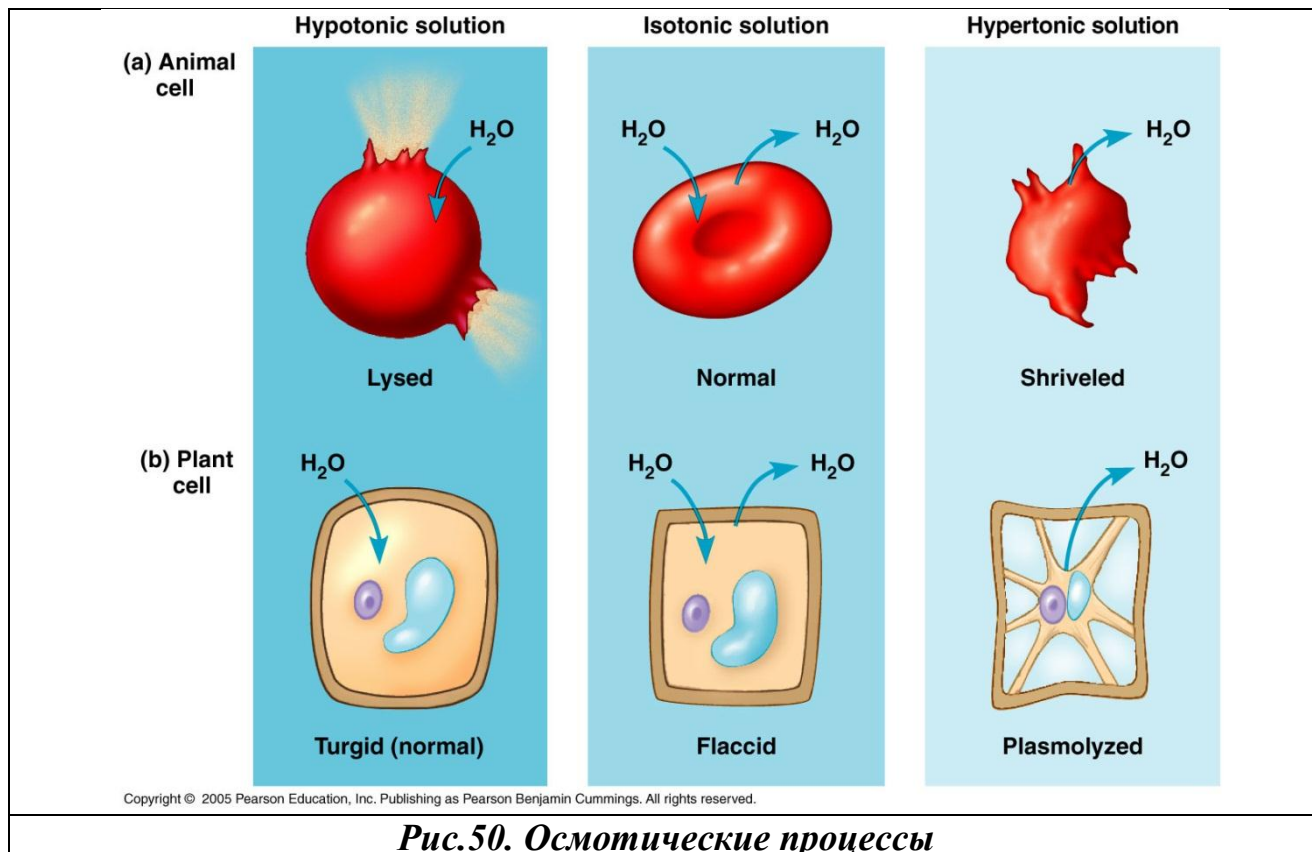 Hypotonic solution
Isotonic solution
Hypertonic solution
(a) Animal
cell
H₂O
H₂O
H₂O
H₂O
Lysed
Normal
Shriveled
(b) Plant
cell
H₂O
H₂O
H₂O
H₂O
Turgid (normal)
Flaccid
Plasmolyzed
Copyright © 2005 Pearson Education, Inc. Publishing as Pearson Benjamin Cummings. All rights reserved.
Рис.50. Осмотические процессы